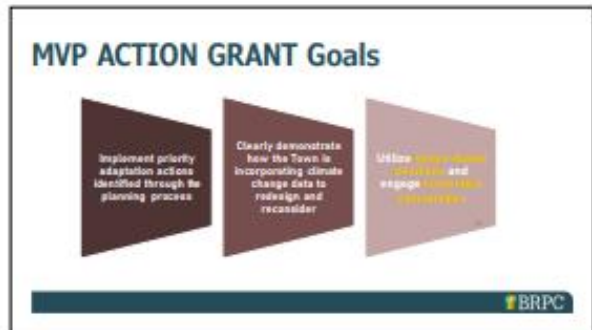 MVP ACTION GRANT Goals
Implement priority
adaptation actions
identified through the
planning process
Clearly demonstrate
how the Town is
incorporating climate
change data to
redesign and
reconsider
Utilize
and
engage
BRPC